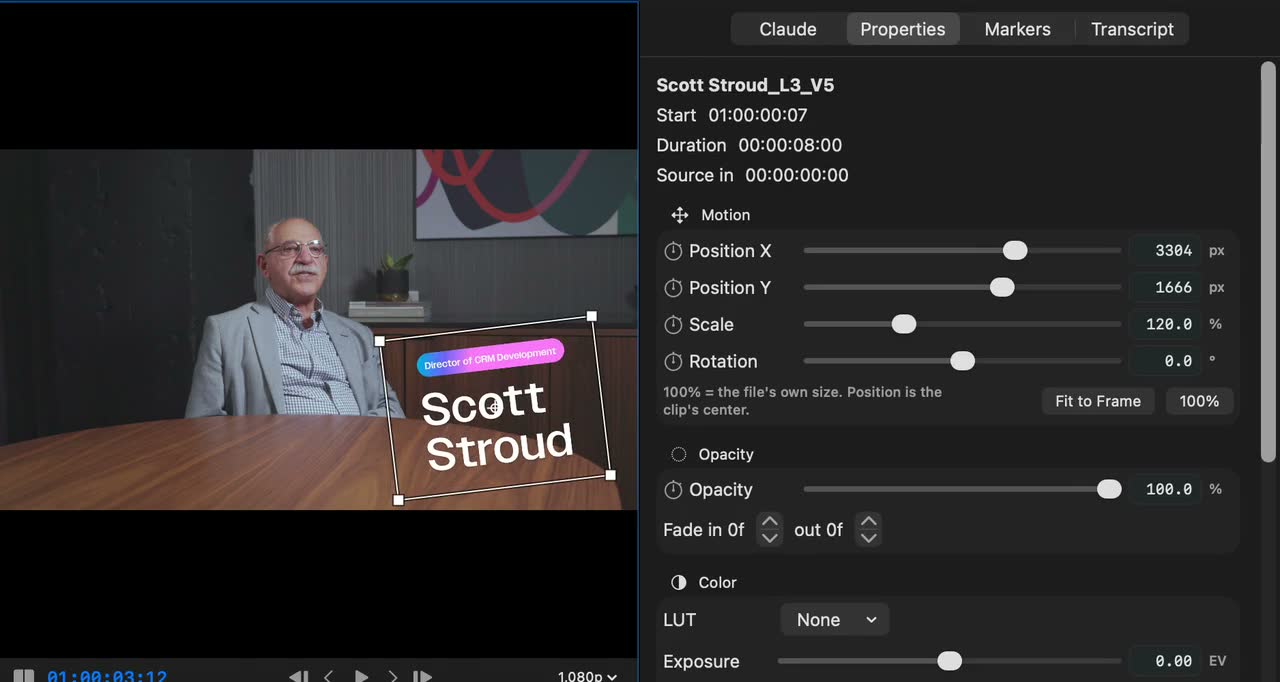 Claude
Properties
Markers
Transcript
Scott Stroud_L3_V5
Start 01:00:00:07
Duration 00:00:08:00
Source in 00:00:00:00
Motion
Position X 3304 px
Position Y 1666 px
Scale 120.0 %
Rotation 0.0 °
100% = the file's own size. Position is the
clip's center.
Fit to Frame
100%
Opacity
Opacity 100.0 %
Fade in 0f out 0f
Color
LUT None
Exposure 0.00 EV
Director of CRM Development
Scott
Stroud
01:00:03:12
1,080p